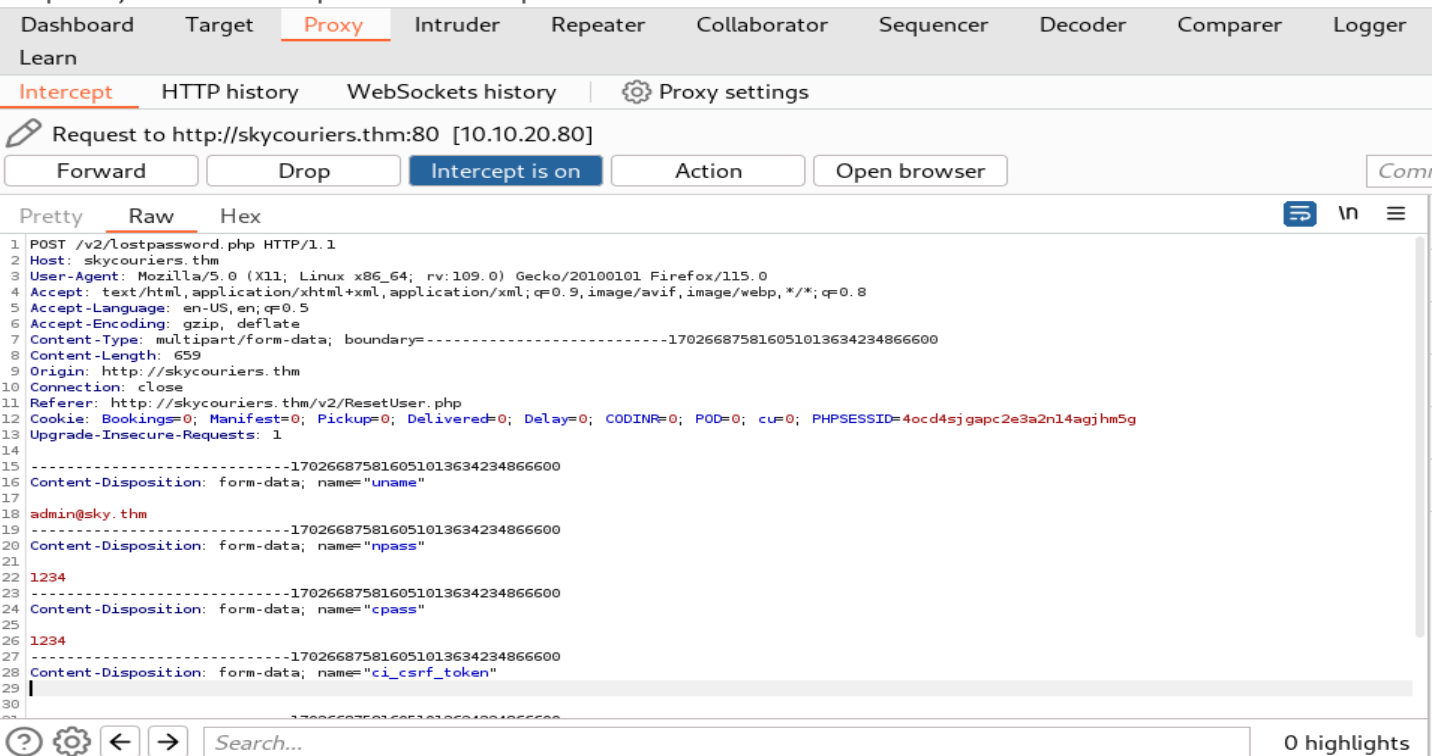 Dashboard Target Proxy Intruder Repeater Collaborator Sequencer Decoder Comparer Logger
Learn
Intercept HTTP history WebSockets history Proxy settings
Request to http://skycouriers.thm:80 [10.10.20.80]
Forward Drop Intercept is on Action Open browser
Pretty Raw Hex \n
1 POST /v2/lostpassword.php HTTP/1.1
2 Host: skycouriers.thm
3 User-Agent: Mozilla/5.0 (X11; Linux x86_64; rv:109.0) Gecko/20100101 Firefox/115.0
4 Accept: text/html,application/xhtml+xml,application/xml;q=0.9,image/avif,image/webp,*/*;q=0.8
5 Accept-Language: en-US,en;q=0.5
6 Accept-Encoding: gzip, deflate
7 Content-Type: multipart/form-data; boundary=---------------------------170266875816051013634234866600
8 Content-Length: 659
9 Origin: http://skycouriers.thm
10 Connection: close
11 Referer: http://skycouriers.thm/v2/ResetUser.php
12 Cookie: Bookings=0; Manifest=0; Pickup=0; Delivered=0; Delay=0; CODINR=0; POD=0; cu=0; PHPSESSID=4ocd4sjgapc2e3a2nl4agjhm5g
13 Upgrade-Insecure-Requests: 1
14
15 -----------------------------170266875816051013634234866600
16 Content-Disposition: form-data; name="uname"
17
18 admin@sky.thm
19 -----------------------------170266875816051013634234866600
20 Content-Disposition: form-data; name="npass"
21
22 1234
23 -----------------------------170266875816051013634234866600
24 Content-Disposition: form-data; name="cpass"
25
26 1234
27 -----------------------------170266875816051013634234866600
28 Content-Disposition: form-data; name="ci_csrf_token"
29
30
Search... 0 highlights